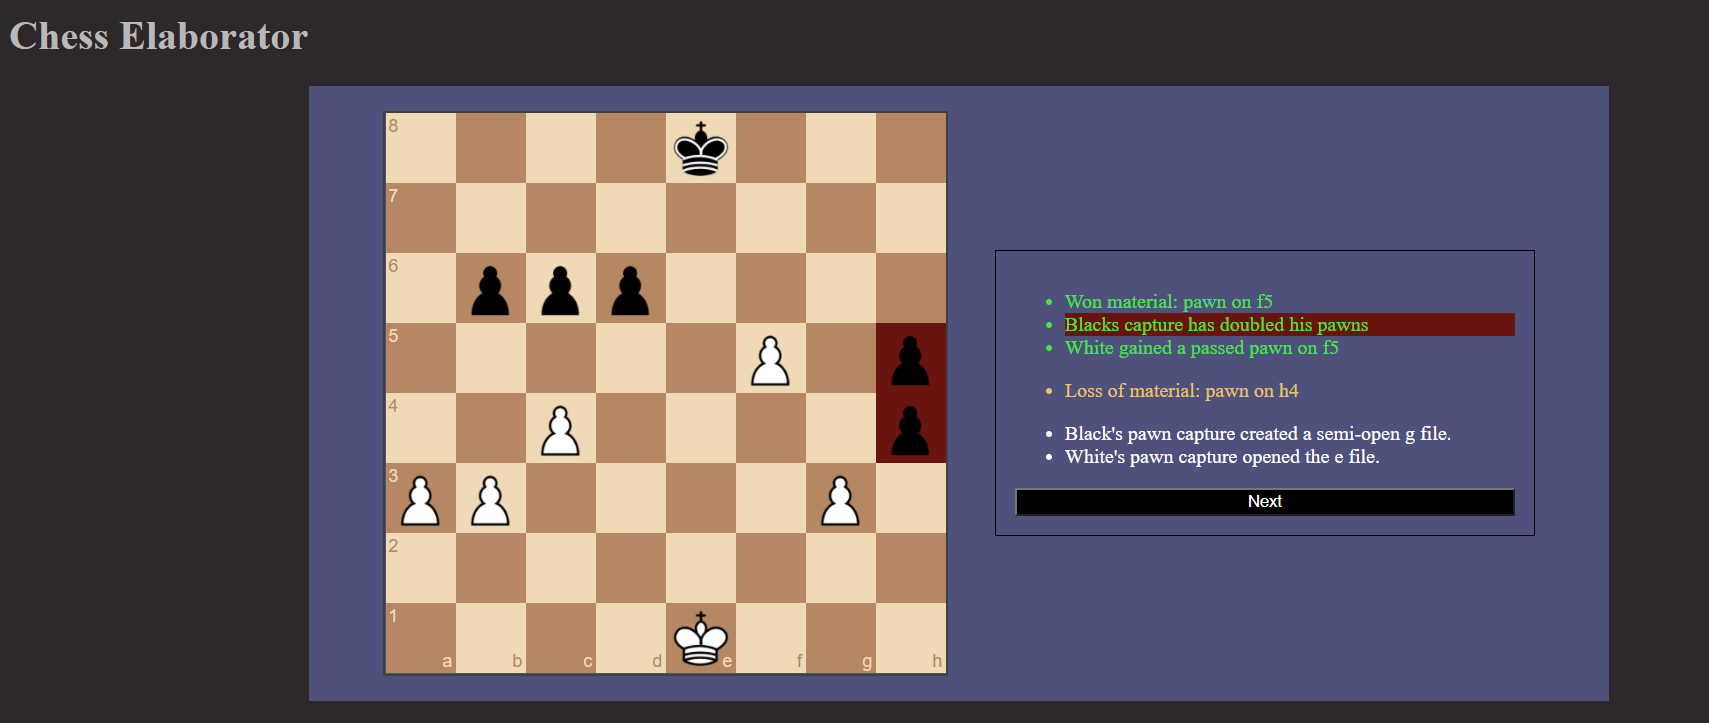 Chess Elaborator
8
7
6
5
4
3
2
1
a b c d e f g h
Won material: pawn on f5
Blacks capture has doubled his pawns
White gained a passed pawn on f5
Loss of material: pawn on h4
Black's pawn capture created a semi-open g file.
White's pawn capture opened the e file.
Next